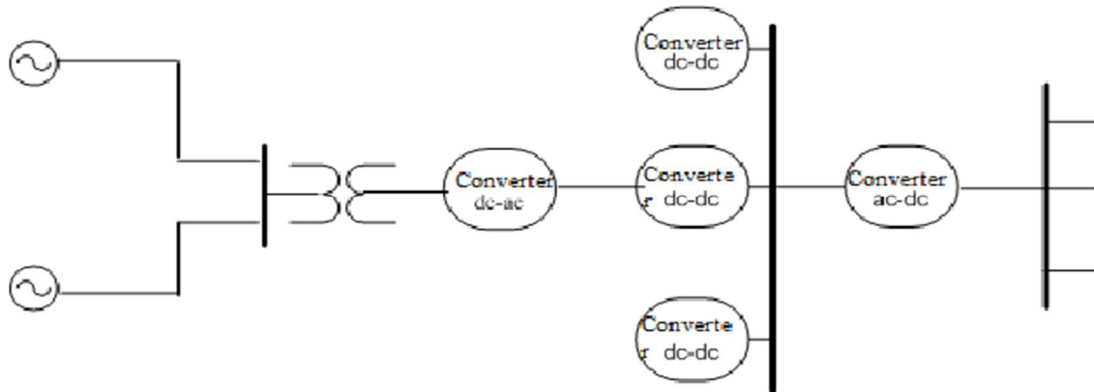 Converter
dc-dc
Converter
dc-ac
Converte
r dc-dc
Converter
ac-dc
Converte
r dc-dc